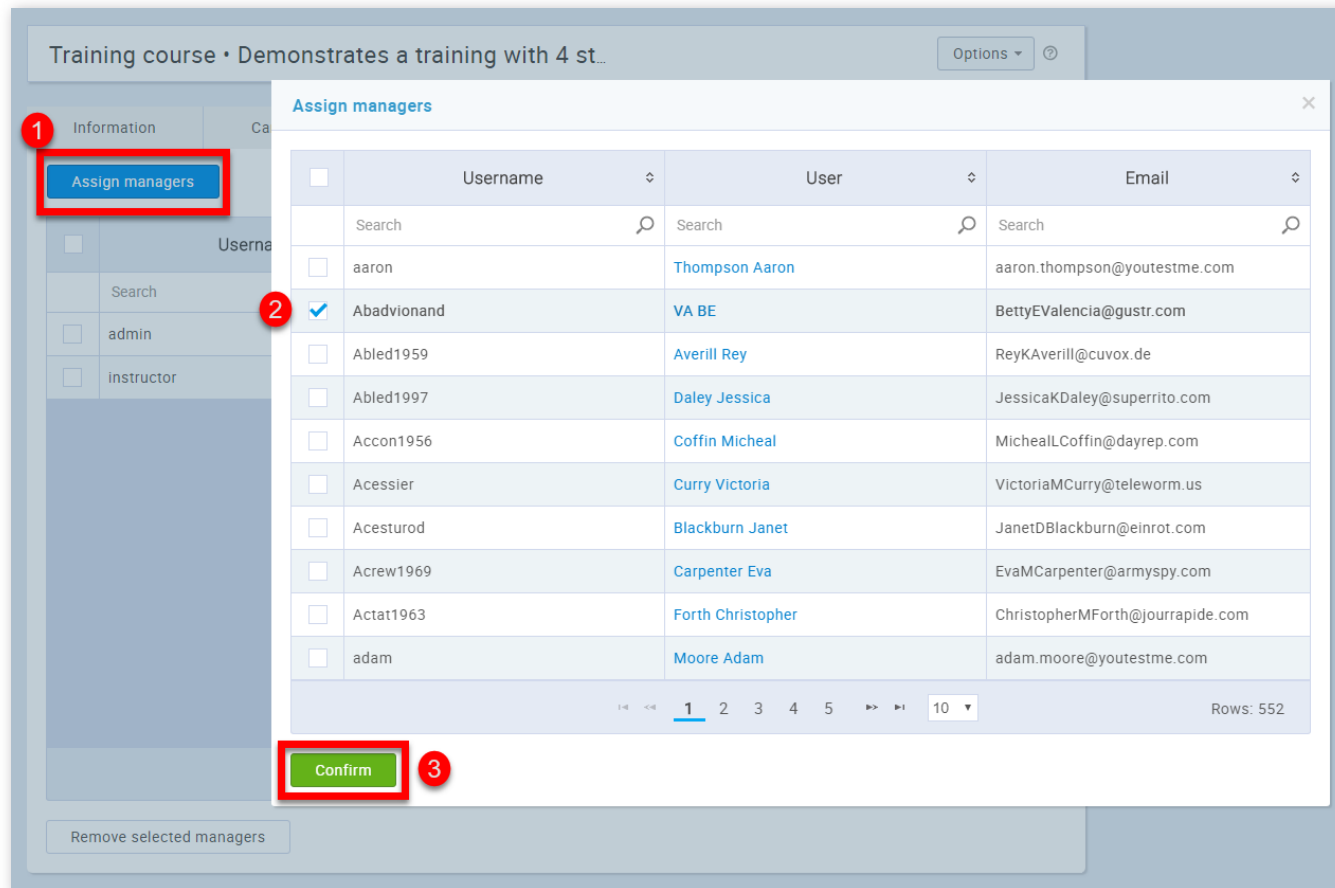 Training course • Demonstrates a training with 4 st...
Options
Assign managers
1
Information
Ca
Assign managers
Username
User
Email
Search
Search
Search
Userna
Search
aaron
Thompson Aaron
aaron.thompson@youtestme.com
2
Abadvionand
VA BE
BettyEValencia@gustr.com
admin
Abled1959
Averill Rey
ReyKAverill@cuvox.de
instructor
Abled1997
Daley Jessica
JessicaKDaley@superrito.com
Accon1956
Coffin Micheal
MichealLCoffin@dayrep.com
Acessier
Curry Victoria
VictoriaMCurry@teleworm.us
Acesturod
Blackburn Janet
JanetDBlackburn@einrot.com
Acrew1969
Carpenter Eva
EvaMCarpenter@armyspy.com
Actat1963
Forth Christopher
ChristopherMForth@jourrapide.com
adam
Moore Adam
adam.moore@youtestme.com
1 2 3 4 5
10
Rows: 552
Confirm
3
Remove selected managers